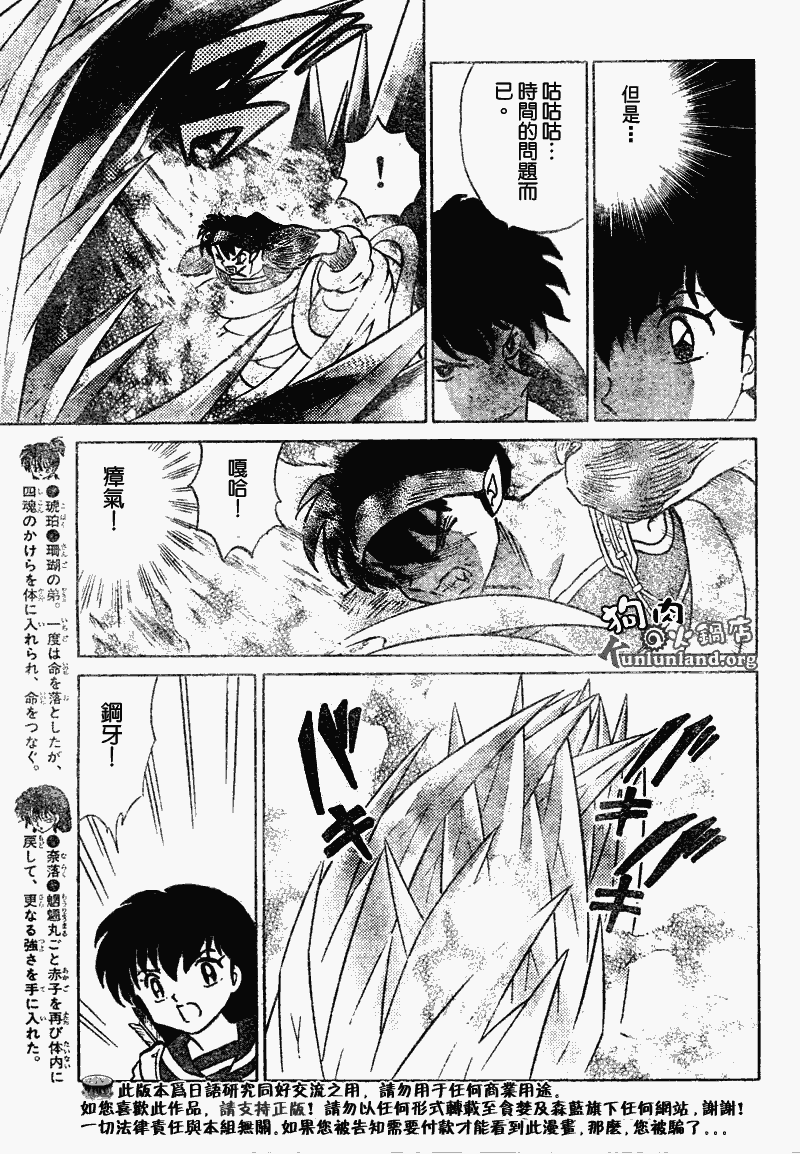 但是…
咕咕咕…
時間的問題而
已。
！
嘎哈！
瘴氣！
狗肉
火鍋店
Kunlunland.org
ズキ
キキ
鋼牙！
琥珀 珊瑚の弟。一度は命を落としたが、
四魂のかけらを体に入れられ、命をつなぐ。
奈落 魍魎丸ごと赤子を再び体内に
戻して、更なる強さを手に入れた。
此版本為日語研究同好交流之用，請勿用于任何商業用途。
如您喜歡此作品，請支持正版！請勿以任何形式轉載至貪婪及森藍旗下任何網站，謝謝！
一切法律責任與本組無關。如果您被告知需要付款才能看到此漫畫，那麼，您被騙了...